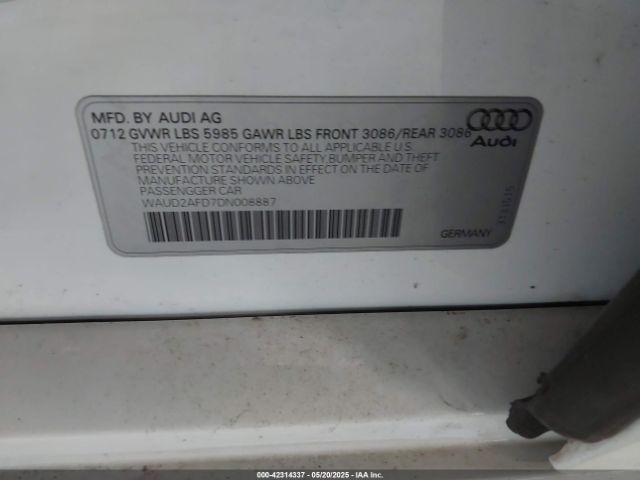 MFD. BY AUDI AG
0712 GVWR LBS 5985 GAWR LBS FRONT 3086/REAR 3086
Audi
THIS VEHICLE CONFORMS TO ALL APPLICABLE U.S.
FEDERAL MOTOR VEHICLE SAFETY,BUMPER AND THEFT
PREVENTION STANDARDS IN EFFECT ON THE DATE OF
MANUFACTURE SHOWN ABOVE
PASSENGGER CAR
WAUD2AFD7DN008887
GERMANY
000-42314337 - 05/20/2025 - IAA Inc.